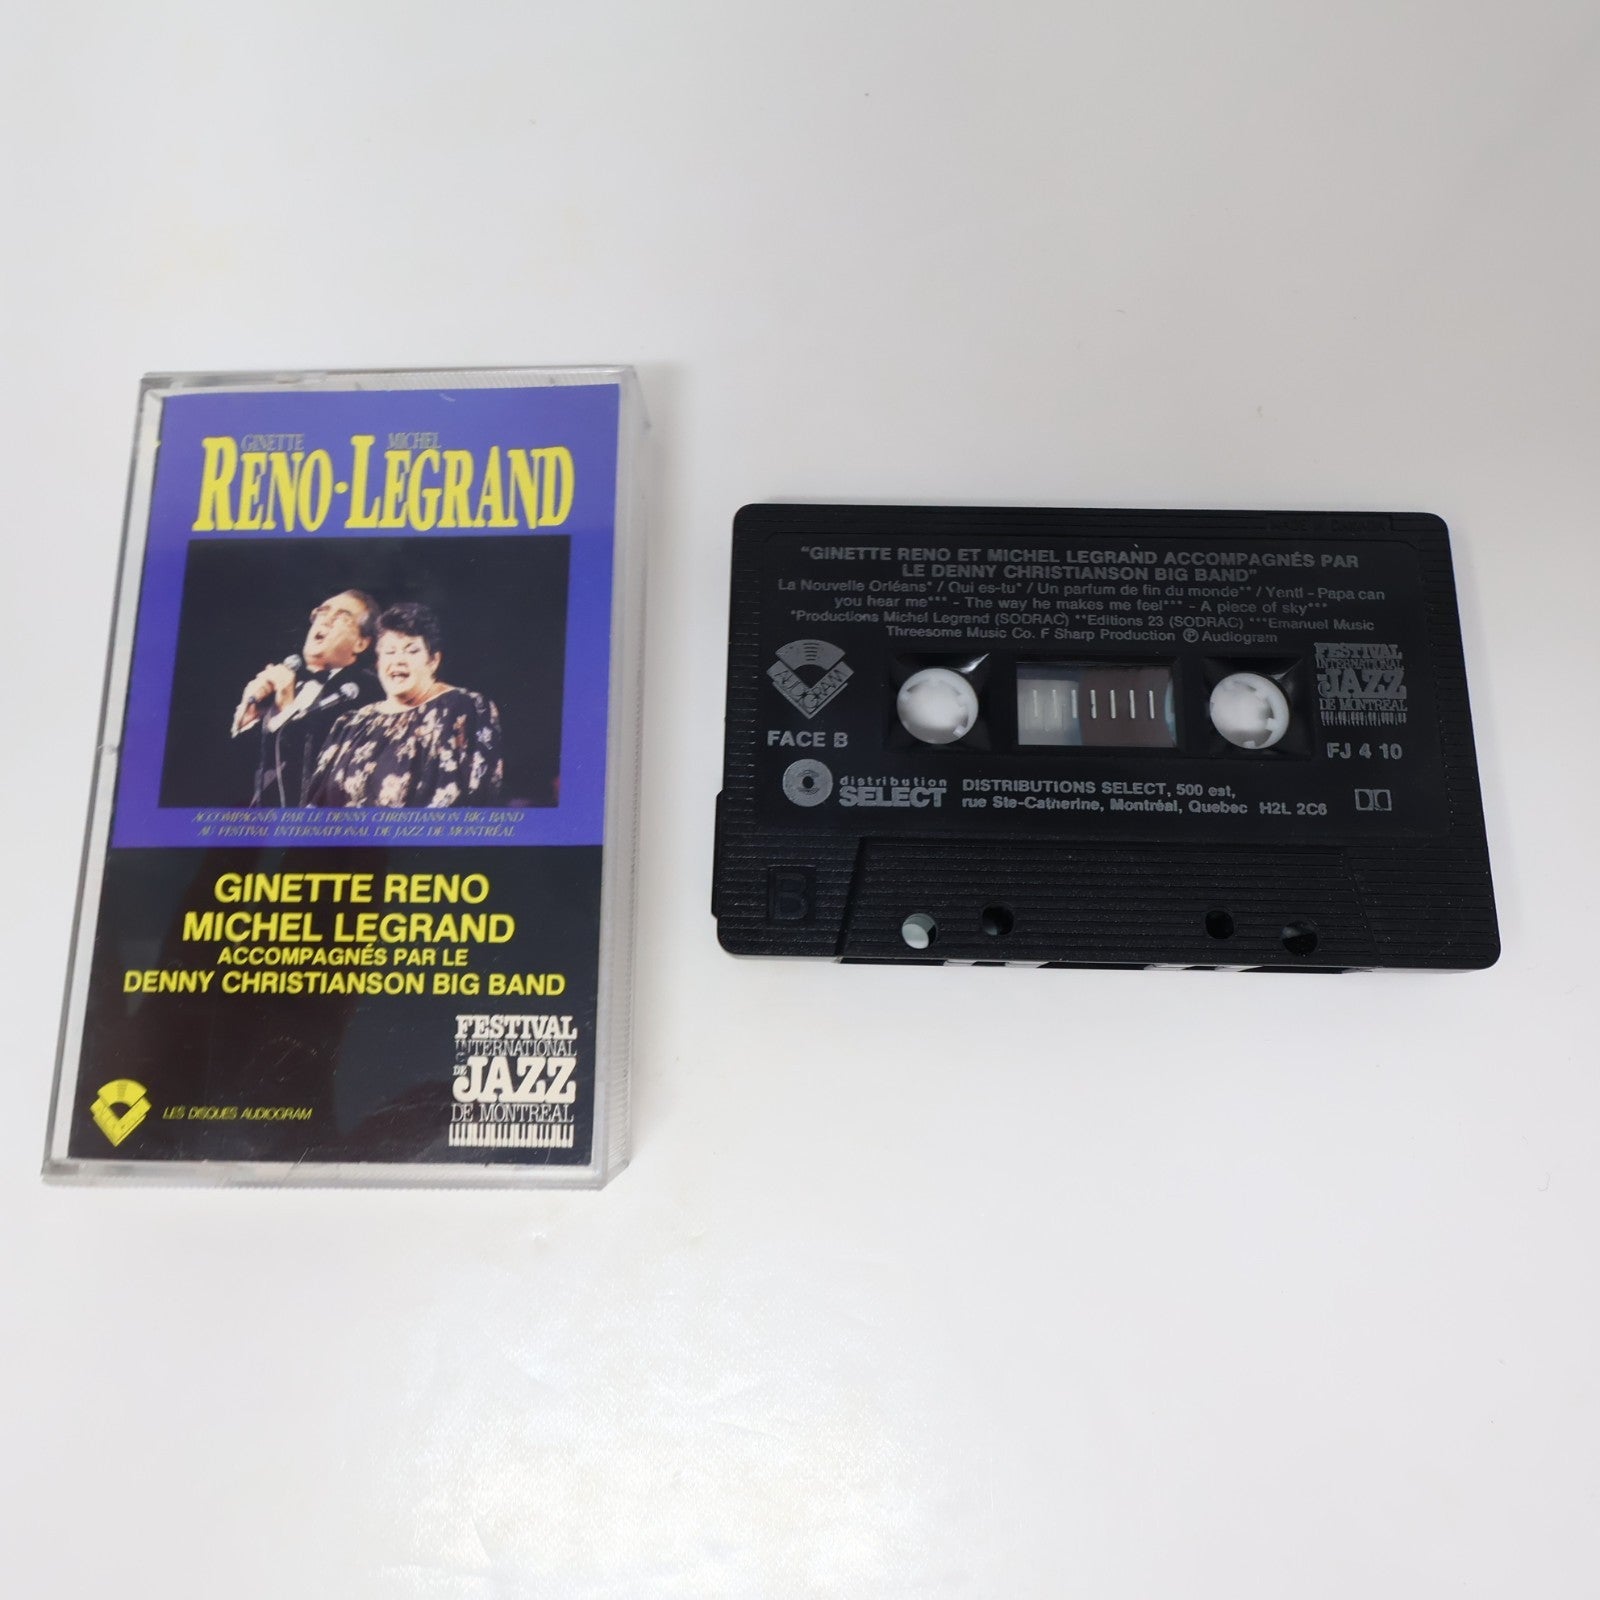 GINETTE MICHEL
RENO·LEGRAND
ACCOMPAGNÉS PAR LE DENNY CHRISTIANSON BIG BAND
AU FESTIVAL INTERNATIONAL DE JAZZ DE MONTRÉAL
GINETTE RENO
MICHEL LEGRAND
ACCOMPAGNÉS PAR LE
DENNY CHRISTIANSON BIG BAND
FESTIVAL
INTERNATIONAL
DE JAZZ
DE MONTRÉAL
LES DISQUES AUDIOGRAM
MADE IN CANADA
"GINETTE RENO ET MICHEL LEGRAND ACCOMPAGNÉS PAR
LE DENNY CHRISTIANSON BIG BAND"
La Nouvelle Orléans* / Qui es-tu* / Un parfum de fin du monde** / Yentl - Papa can
you hear me*** - The way he makes me feel*** - A piece of sky***
*Productions Michel Legrand (SODRAC) **Editions 23 (SODRAC) ***Emanuel Music
Threesome Music Co. F Sharp Production Ⓟ Audiogram
AUDIOGRAM
FESTIVAL
INTERNATIONAL
DE JAZZ
DE MONTRÉAL
FACE B
FJ 4 10
distribution
SELECT
DISTRIBUTIONS SELECT, 500 est,
rue Ste-Catherine, Montréal, Quebec H2L 2C6
B